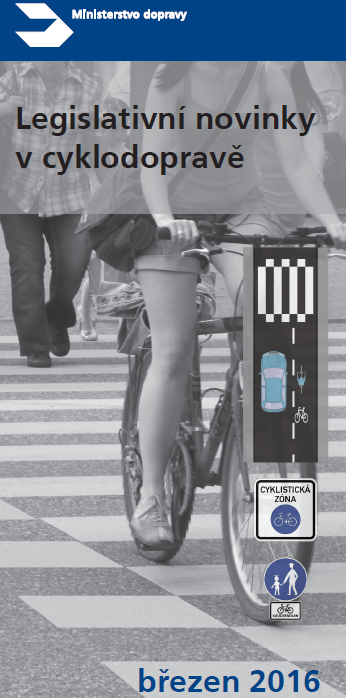 Ministerstvo dopravy
Legislativní novinky
v cyklodopravě
CYKLISTICKÁ
ZÓNA
březen 2016